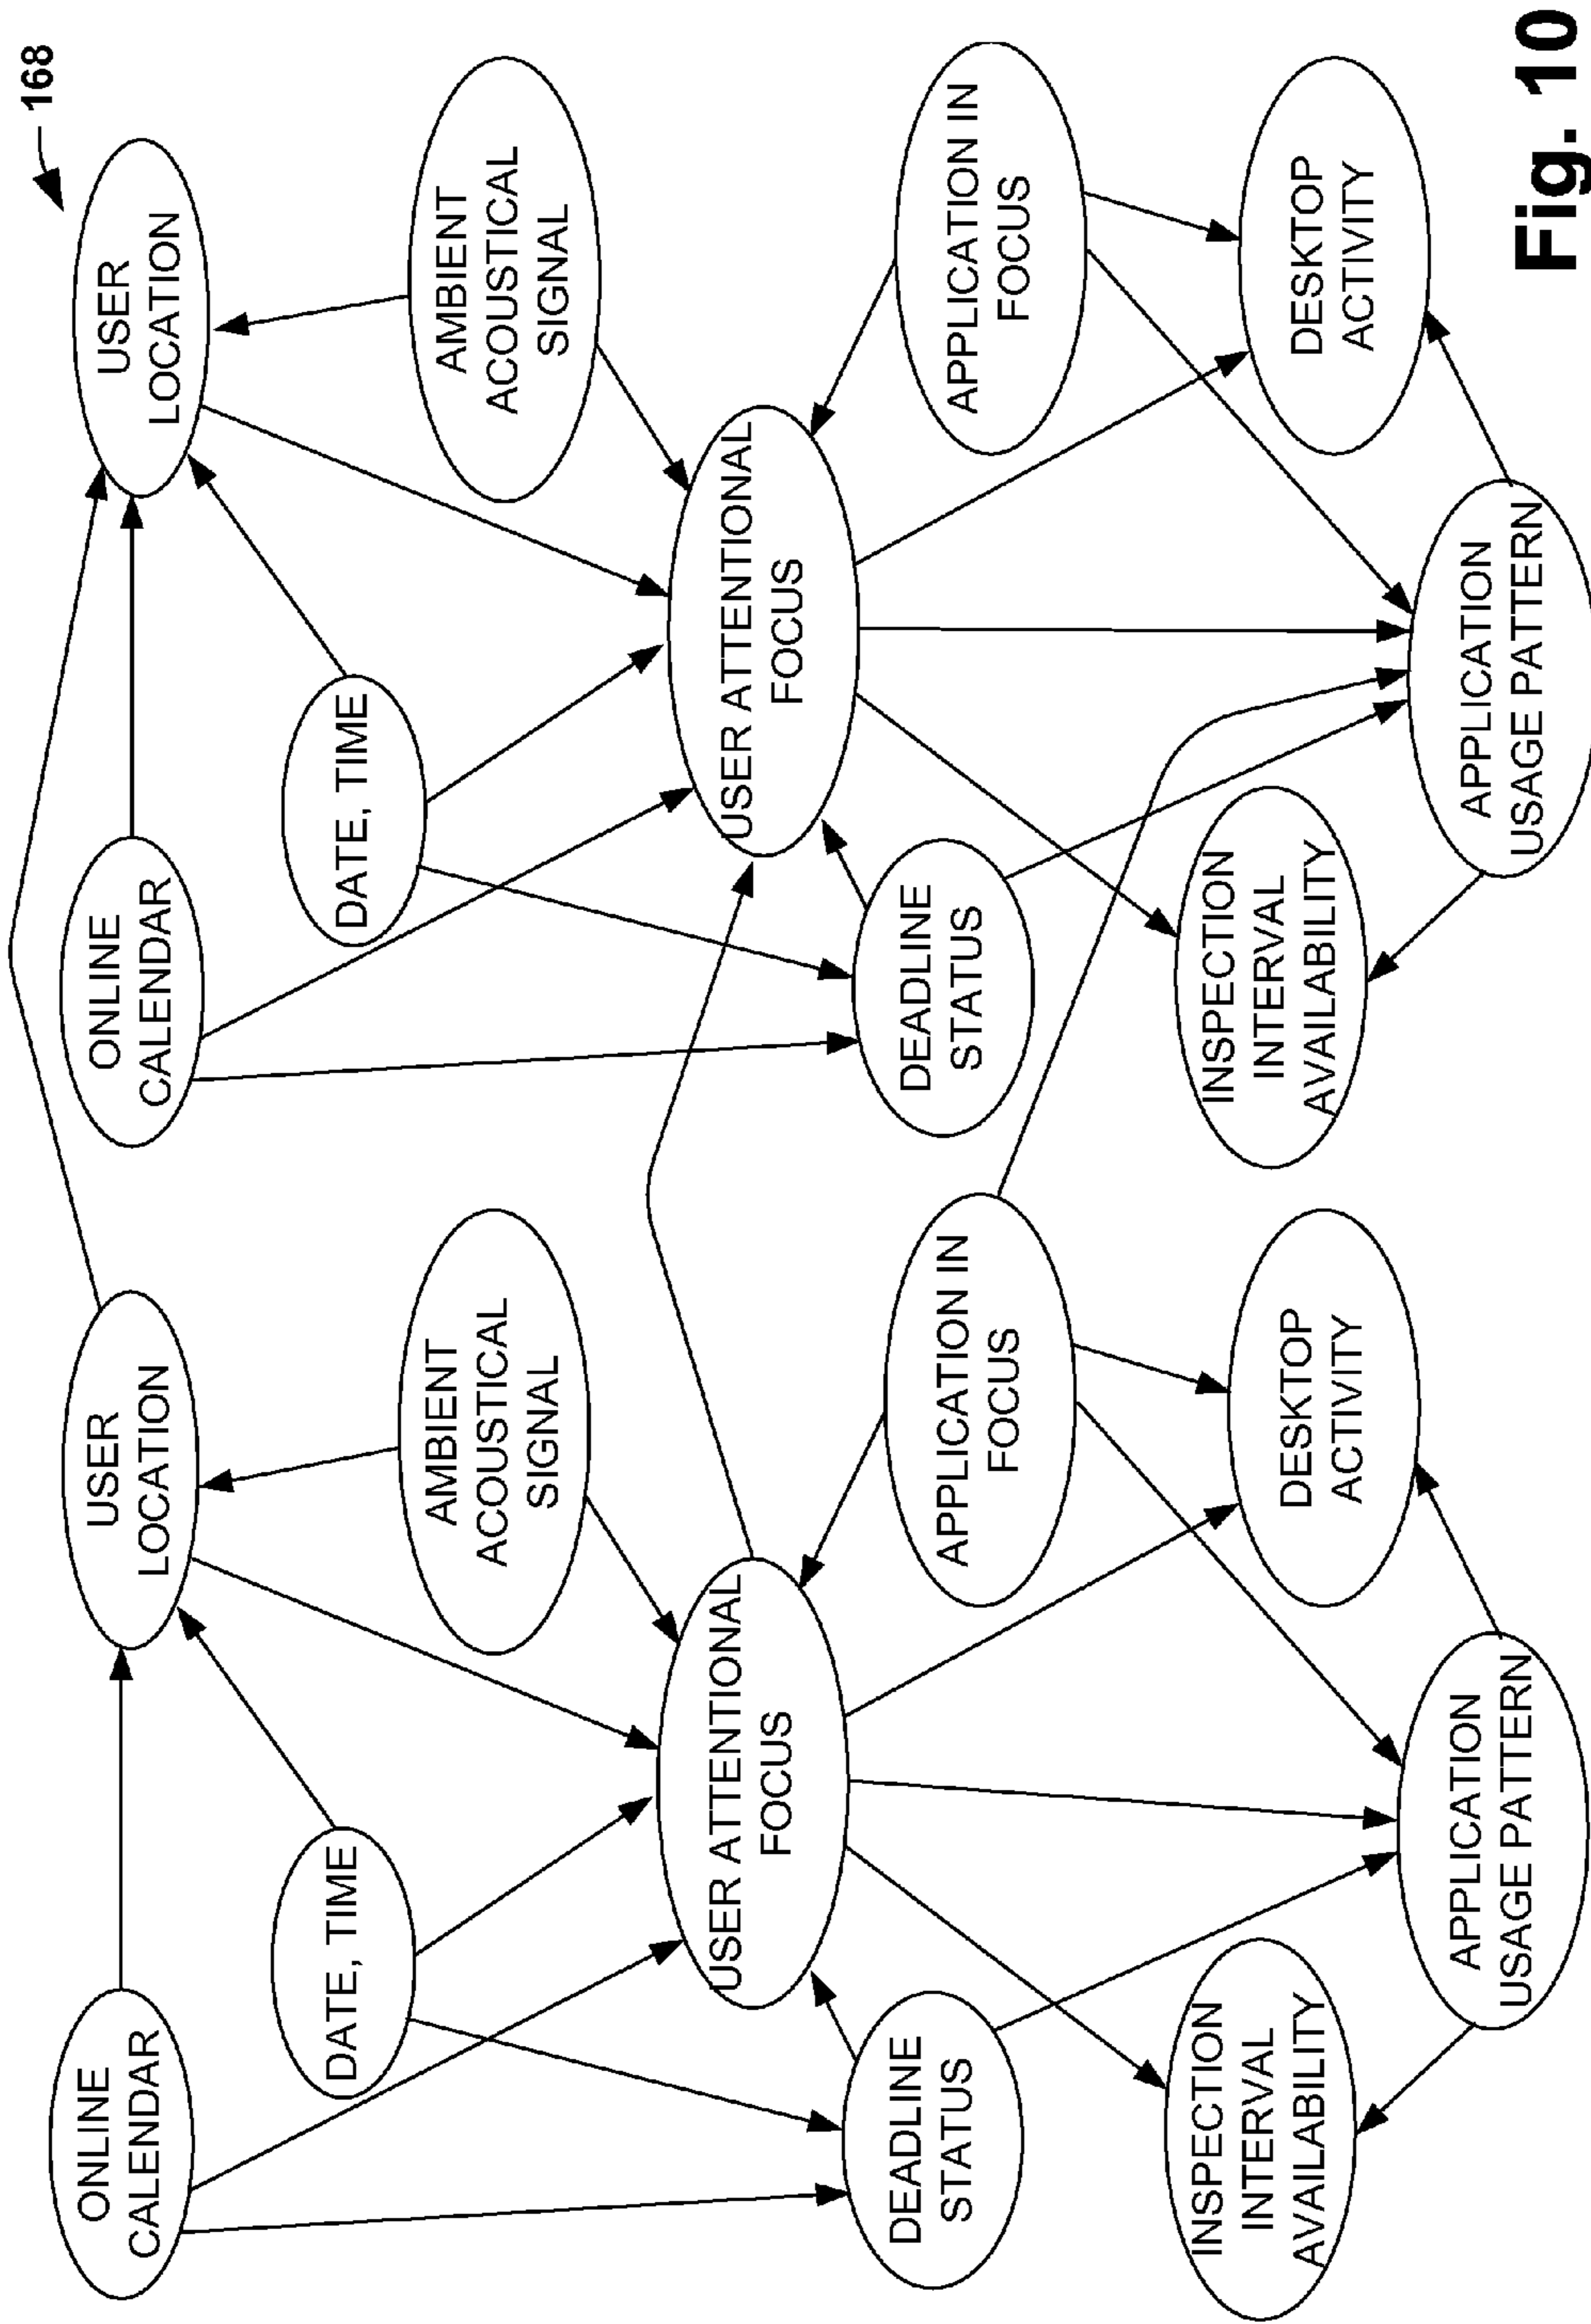 168
ONLINE
CALENDAR
USER
LOCATION
DATE, TIME
AMBIENT
ACOUSTICAL
SIGNAL
USER ATTENTIONAL
FOCUS
DEADLINE
STATUS
APPLICATION IN
FOCUS
INSPECTION
INTERVAL
AVAILABILITY
DESKTOP
ACTIVITY
APPLICATION
USAGE PATTERN
ONLINE
CALENDAR
USER
LOCATION
DATE, TIME
AMBIENT
ACOUSTICAL
SIGNAL
USER ATTENTIONAL
FOCUS
DEADLINE
STATUS
APPLICATION IN
FOCUS
INSPECTION
INTERVAL
AVAILABILITY
DESKTOP
ACTIVITY
APPLICATION
USAGE PATTERN
Fig. 10